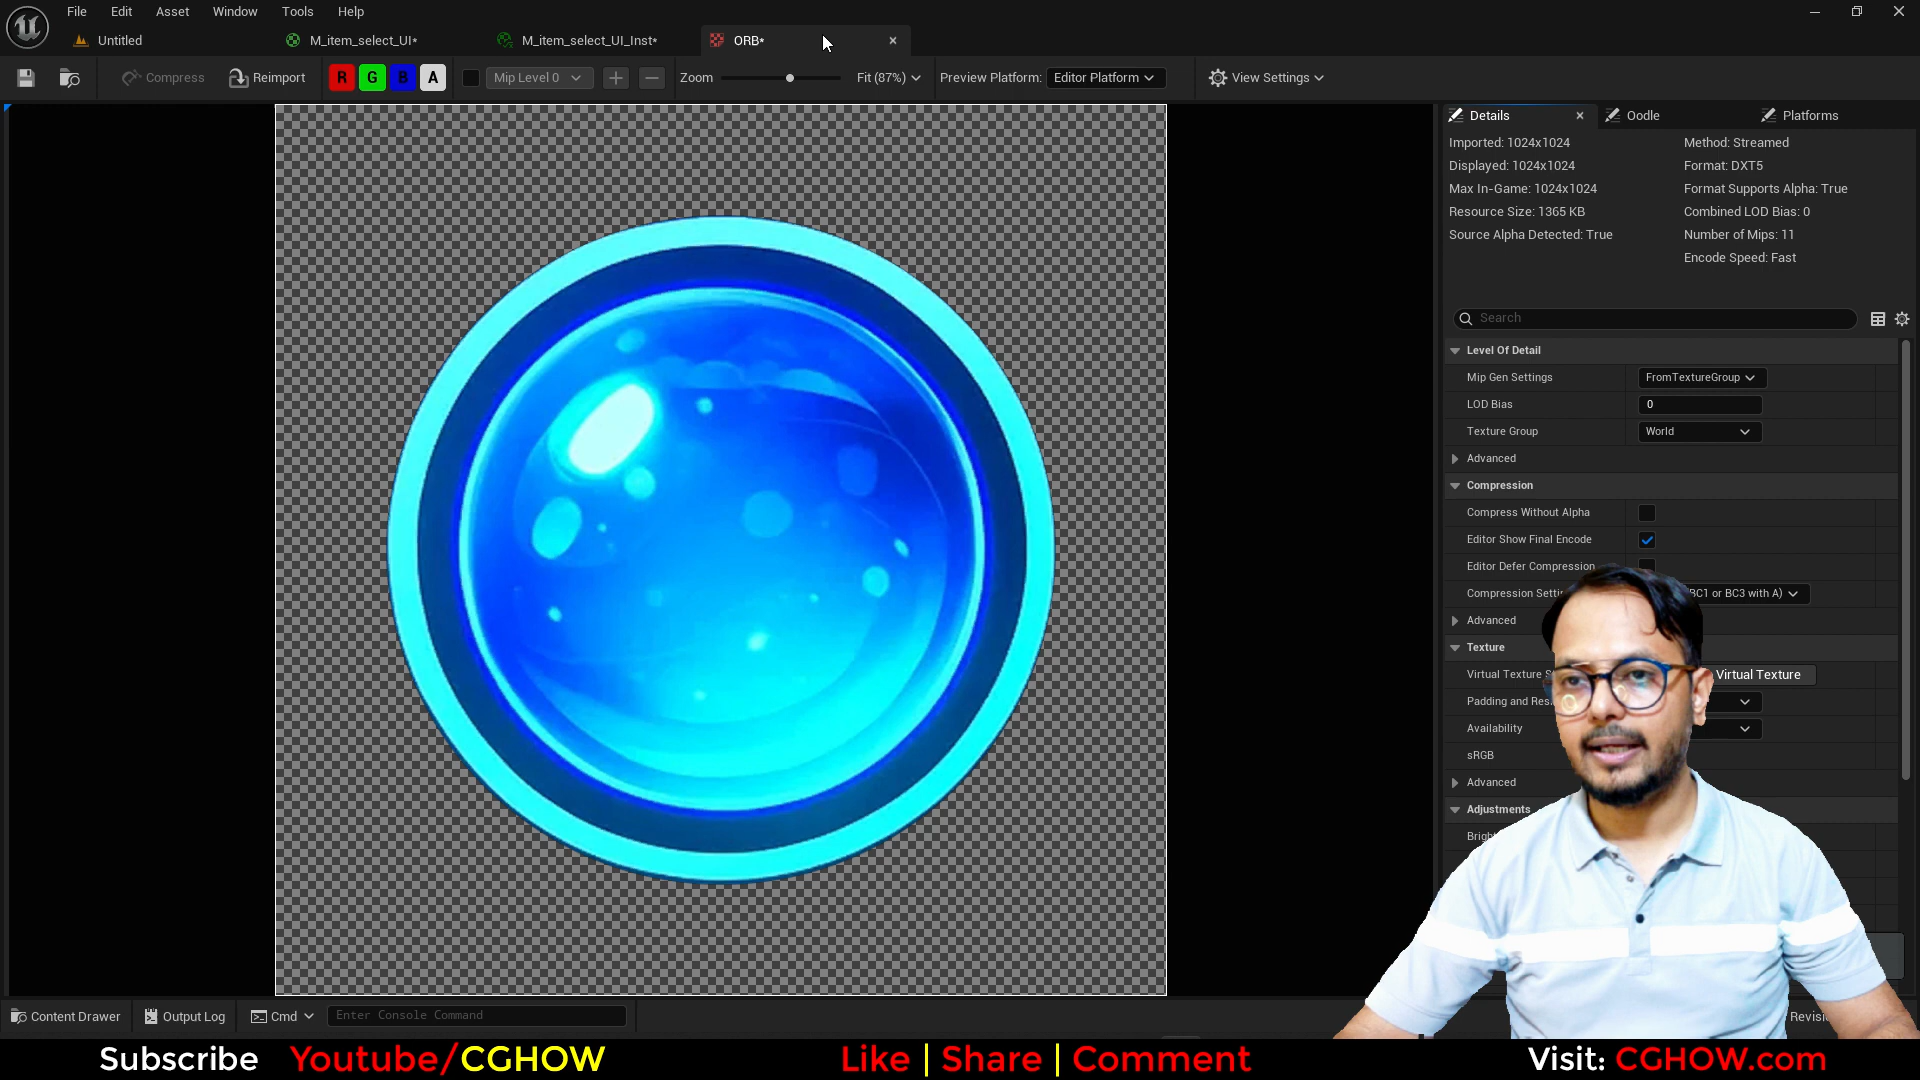 File Edit Asset Window Tools Help
Untitled M_item_select_UI* M_item_select_UI_Inst* ORB*
Compress Reimport R G B A Mip Level 0 Zoom Fit (87%) Preview Platform: Editor Platform View Settings
Details Oodle Platforms
Imported: 1024x1024 Method: Streamed
Displayed: 1024x1024 Format: DXT5
Max In-Game: 1024x1024 Format Supports Alpha: True
Resource Size: 1365 KB Combined LOD Bias: 0
Source Alpha Detected: True Number of Mips: 11
Encode Speed: Fast
Search
Level Of Detail
Mip Gen Settings FromTextureGroup
LOD Bias 0
Texture Group World
Advanced
Compression
Compress Without Alpha
Editor Show Final Encode
Editor Defer Compression
Compression BC1 or BC3 with A)
Advanced
Texture
Virtual Texture Virtual Texture
Padding and
Availability
sRGB
Advanced
Adjustments
Content Drawer Output Log Cmd Enter Console Command
Subscribe Youtube/CGHOW Like | Share | Comment Visit: CGHOW.com